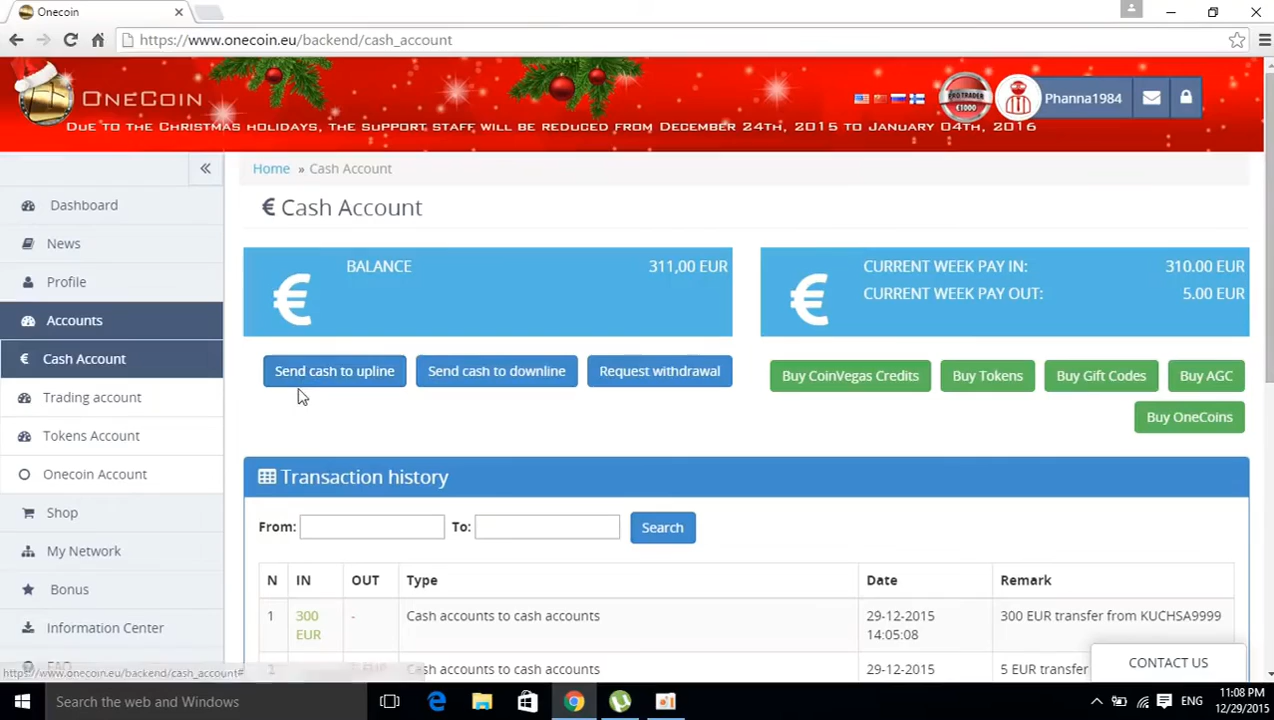 Onecoin
https://www.onecoin.eu/backend/cash_account
ONECOIN
PRO TRADER
€1000
Phanna1984
DUE TO THE CHRISTMAS HOLIDAYS, THE SUPPORT STAFF WILL BE REDUCED FROM DECEMBER 24TH, 2015 TO JANUARY 04TH, 2016
Home » Cash Account
Dashboard
News
Profile
Accounts
Cash Account
Trading account
Tokens Account
Onecoin Account
Shop
My Network
Bonus
Information Center
FAQ
€ Cash Account
€ BALANCE 311,00 EUR
€ CURRENT WEEK PAY IN: 310.00 EUR
CURRENT WEEK PAY OUT: 5.00 EUR
Send cash to upline Send cash to downline Request withdrawal
Buy CoinVegas Credits Buy Tokens Buy Gift Codes Buy AGC
Buy OneCoins
Transaction history
From: To: Search
N IN OUT Type Date Remark
1 300 EUR - Cash accounts to cash accounts 29-12-2015 14:05:08 300 EUR transfer from KUCHSA9999
Cash accounts to cash accounts 29-12-2015 5 EUR transfer
CONTACT US
https://www.onecoin.eu/backend/cash_account#
Search the web and Windows
ENG
11:08 PM
12/29/2015